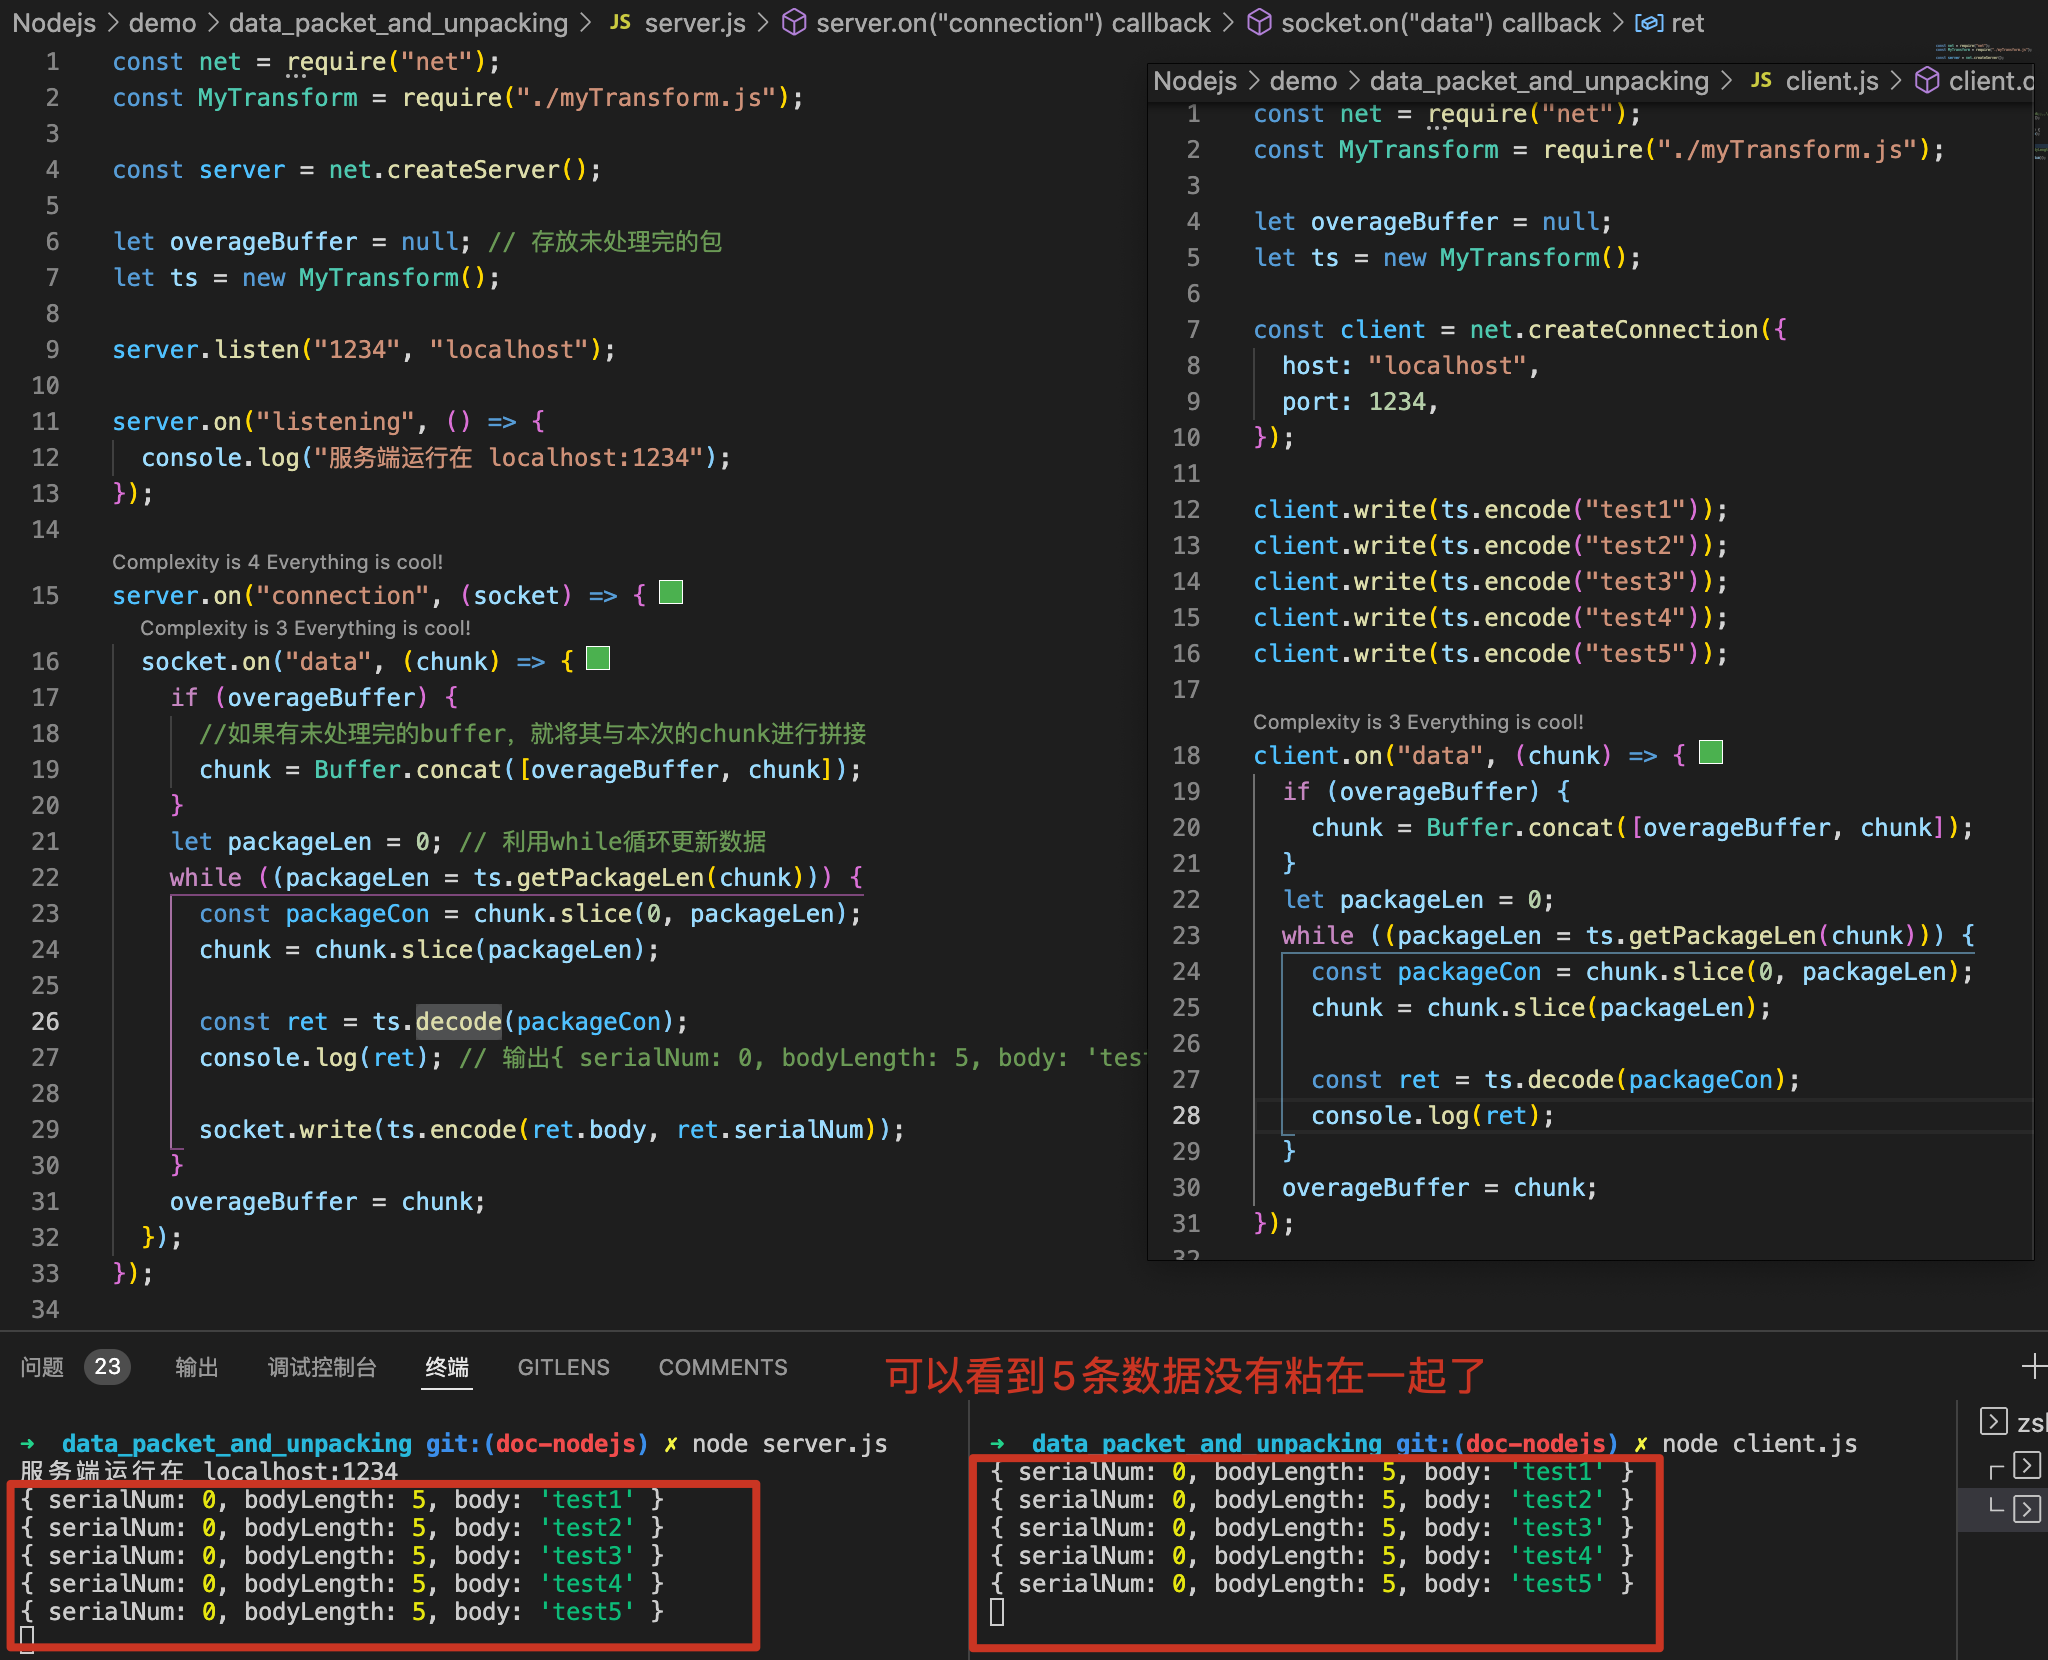 Nodejs > demo > data_packet_and_unpacking > JS server.js > server.on("connection") callback > socket.on("data") callback > ret
1 const net = require("net");
2 const MyTransform = require("./myTransform.js");
3
4 const server = net.createServer();
5
6 let overageBuffer = null; // 存放未处理完的包
7 let ts = new MyTransform();
8
9 server.listen("1234", "localhost");
10
11 server.on("listening", () => {
12 console.log("服务端运行在 localhost:1234");
13 });
14
Complexity is 4 Everything is cool!
15 server.on("connection", (socket) => {
Complexity is 3 Everything is cool!
16 socket.on("data", (chunk) => {
17 if (overageBuffer) {
18 //如果有未处理完的buffer，就将其与本次的chunk进行拼接
19 chunk = Buffer.concat([overageBuffer, chunk]);
20 }
21 let packageLen = 0; // 利用while循环更新数据
22 while ((packageLen = ts.getPackageLen(chunk))) {
23 const packageCon = chunk.slice(0, packageLen);
24 chunk = chunk.slice(packageLen);
25
26 const ret = ts.decode(packageCon);
27 console.log(ret); // 输出{ serialNum: 0, bodyLength: 5, body: 'tes
28
29 socket.write(ts.encode(ret.body, ret.serialNum));
30 }
31 overageBuffer = chunk;
32 });
33 });
34
Nodejs > demo > data_packet_and_unpacking > JS client.js > client.o
1 const net = require("net");
2 const MyTransform = require("./myTransform.js");
3
4 let overageBuffer = null;
5 let ts = new MyTransform();
6
7 const client = net.createConnection({
8 host: "localhost",
9 port: 1234,
10 });
11
12 client.write(ts.encode("test1"));
13 client.write(ts.encode("test2"));
14 client.write(ts.encode("test3"));
15 client.write(ts.encode("test4"));
16 client.write(ts.encode("test5"));
17
Complexity is 3 Everything is cool!
18 client.on("data", (chunk) => {
19 if (overageBuffer) {
20 chunk = Buffer.concat([overageBuffer, chunk]);
21 }
22 let packageLen = 0;
23 while ((packageLen = ts.getPackageLen(chunk))) {
24 const packageCon = chunk.slice(0, packageLen);
25 chunk = chunk.slice(packageLen);
26
27 const ret = ts.decode(packageCon);
28 console.log(ret);
29 }
30 overageBuffer = chunk;
31 });
32
问题 23 输出 调试控制台 终端 GITLENS COMMENTS
可以看到5条数据没有粘在一起了
➜ data_packet_and_unpacking git:(doc-nodejs) ✗ node server.js
服务端运行在 localhost:1234
{ serialNum: 0, bodyLength: 5, body: 'test1' }
{ serialNum: 0, bodyLength: 5, body: 'test2' }
{ serialNum: 0, bodyLength: 5, body: 'test3' }
{ serialNum: 0, bodyLength: 5, body: 'test4' }
{ serialNum: 0, bodyLength: 5, body: 'test5' }
➜ data_packet_and_unpacking git:(doc-nodejs) ✗ node client.js
{ serialNum: 0, bodyLength: 5, body: 'test1' }
{ serialNum: 0, bodyLength: 5, body: 'test2' }
{ serialNum: 0, bodyLength: 5, body: 'test3' }
{ serialNum: 0, bodyLength: 5, body: 'test4' }
{ serialNum: 0, bodyLength: 5, body: 'test5' }